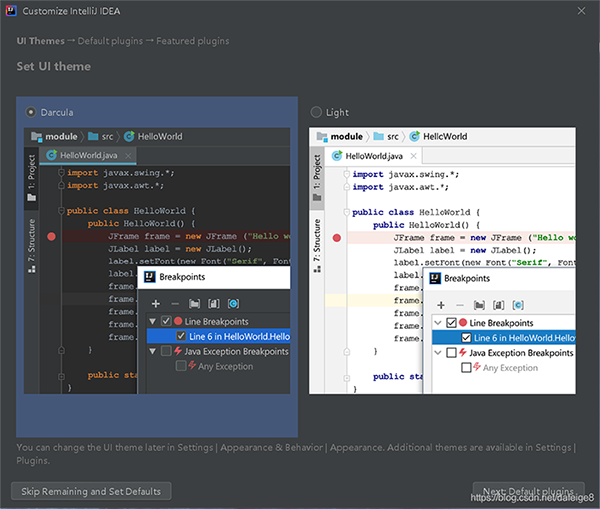 Customize IntelliJ IDEA
UI Themes → Default plugins → Featured plugins
Set UI theme
Darcula
module src HelloWorld
HelloWorld.java
1: Project
7: Structure
import javax.swing.*;
import javax.awt.*;
public class HelloWorld {
public HelloWorld() {
JFrame frame = new JFrame ("Hello wo
JLabel label = new JLabel();
label.setFont(new Font("Serif", Font
label.
frame.
frame.
frame.
frame.
frame.
}
public sta
}
Breakpoints
Line Breakpoints
Line 6 in HelloWorld.Hello
Java Exception Breakpoints
Any Exception
Light
module src HelloWorld
HelloWorld.java
1: Project
7: Structure
import javax.swing.*;
import javax.awt.*;
public class HelloWorld {
public HelloWorld() {
JFrame frame = new JFrame ("Hello wo
JLabel label = new JLabel();
label.setFont(new Font("Serif", Font
label.
frame.
frame.
frame.
frame.
frame.
}
public sta
}
Breakpoints
Line Breakpoints
Line 6 in HelloWorld.Hello
Java Exception Breakpoints
Any Exception
You can change the UI theme later in Settings | Appearance & Behavior | Appearance. Additional themes are available in Settings |
Plugins.
Skip Remaining and Set Defaults
Next: Default plugins
https://blog.csdn.net/dafeige8